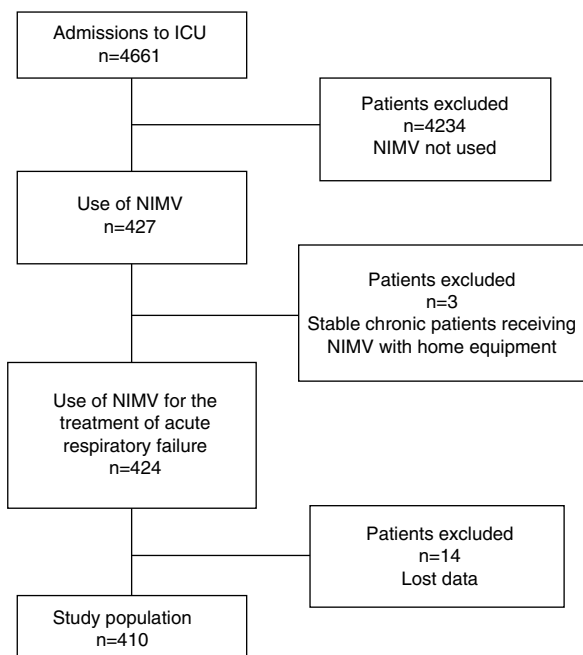 Admissions to ICU
n=4661
Patients excluded
n=4234
NIMV not used
Use of NIMV
n=427
Patients excluded
n=3
Stable chronic patients receiving
NIMV with home equipment
Use of NIMV for the
treatment of acute
respiratory failure
n=424
Patients excluded
n=14
Lost data
Study population
n=410